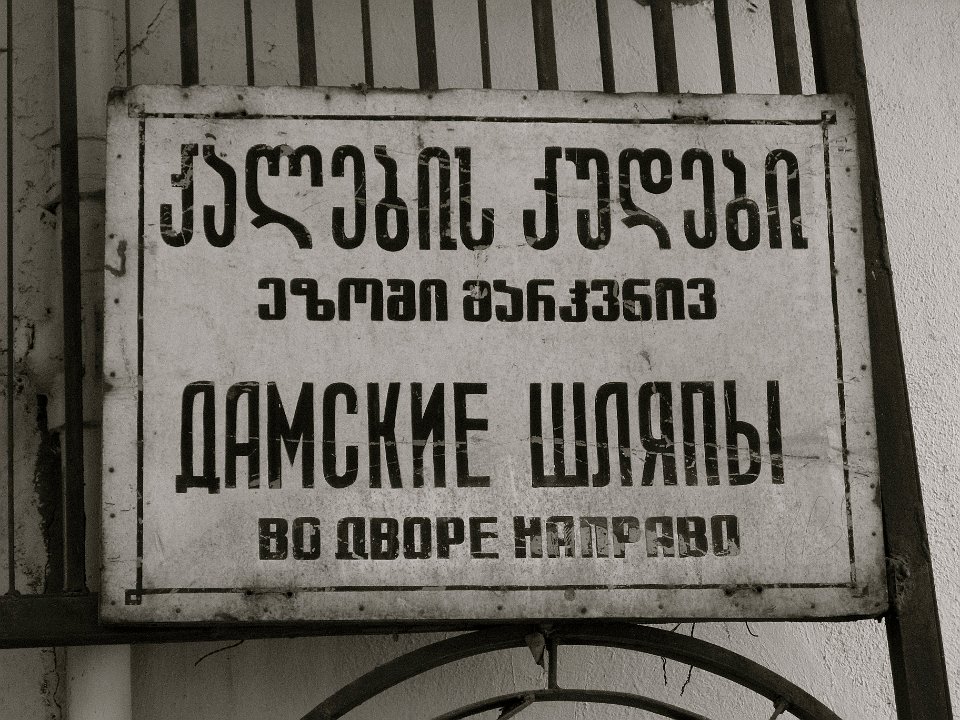 ქალების ქუდები
ეზოში მარჯვნივ
ДАМСКИЕ ШЛЯПЫ
ВО ДВОРЕ НАПРАВО